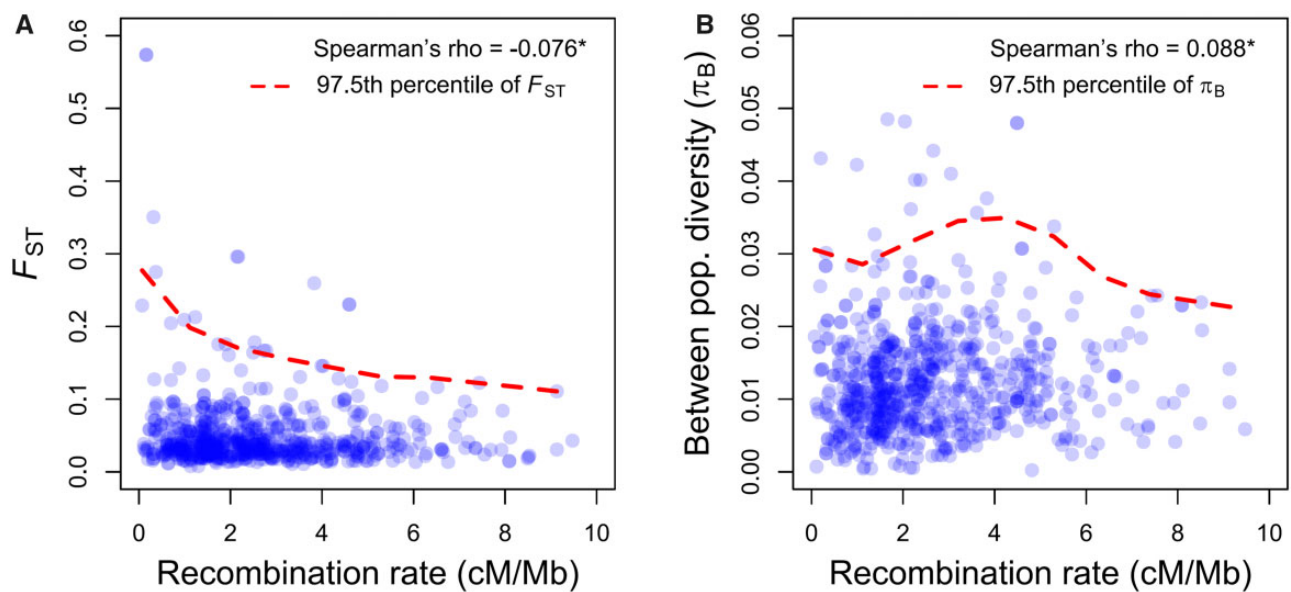 A
Spearman's rho = -0.076*
97.5th percentile of FST
0.6
0.5
0.4
0.3
0.2
0.1
0.0
FST
0 2 4 6 8 10
Recombination rate (cM/Mb)
B
Spearman's rho = 0.088*
97.5th percentile of πB
0.06
0.05
0.04
0.03
0.02
0.01
0.00
Between pop. diversity (πB)
0 2 4 6 8 10
Recombination rate (cM/Mb)